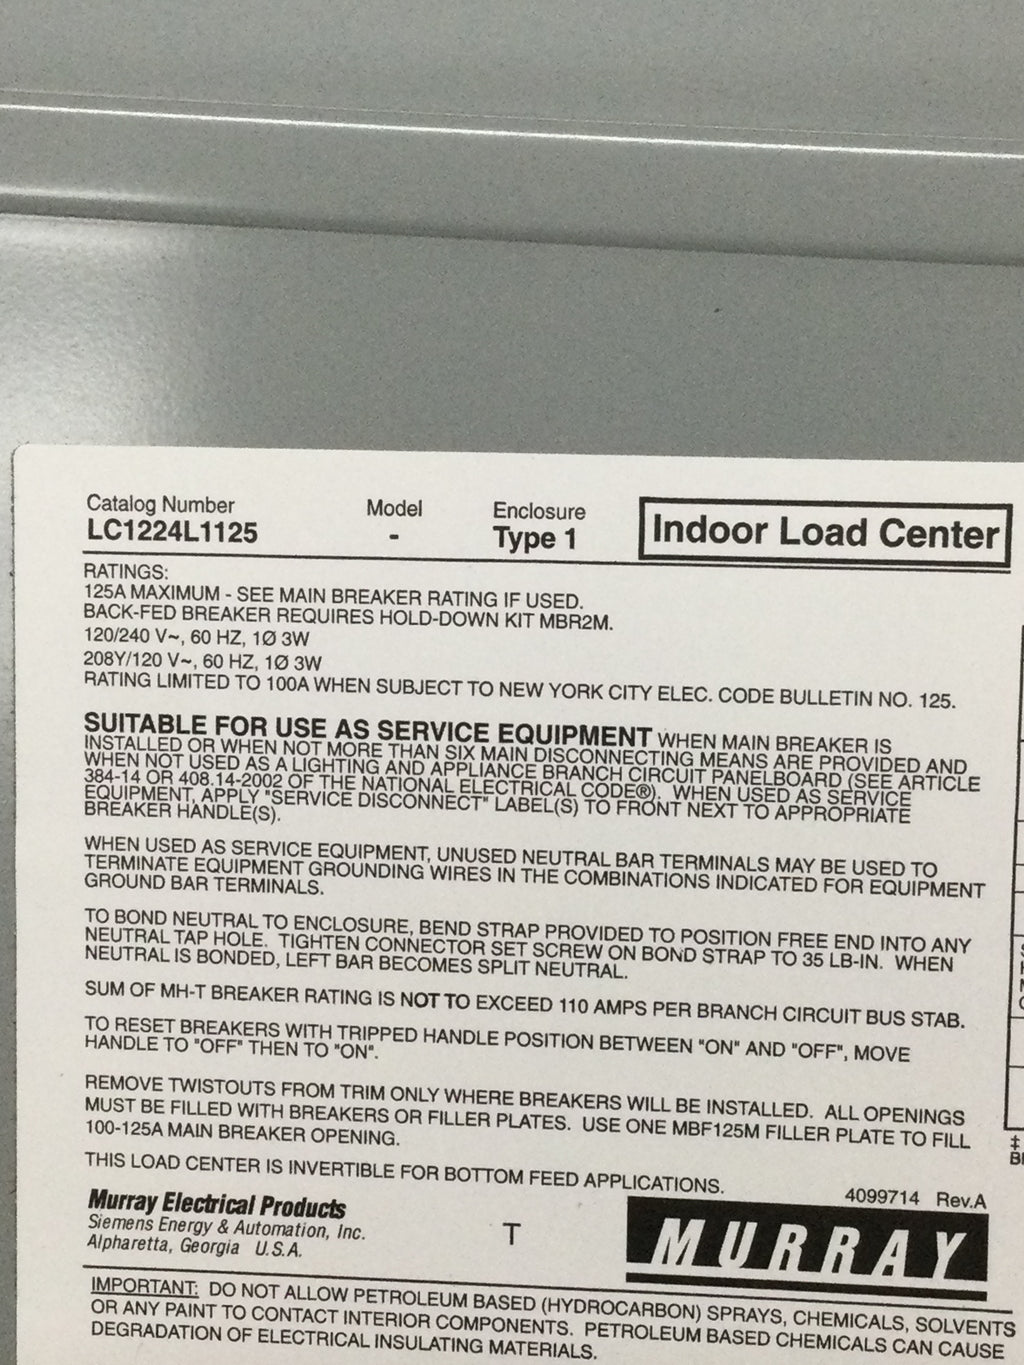 Catalog Number Model Enclosure
LC1224L1125 - Type 1
Indoor Load Center
RATINGS:
125A MAXIMUM - SEE MAIN BREAKER RATING IF USED.
BACK-FED BREAKER REQUIRES HOLD-DOWN KIT MBR2M.
120/240 V~, 60 HZ, 1Ø 3W
208Y/120 V~, 60 HZ, 1Ø 3W
RATING LIMITED TO 100A WHEN SUBJECT TO NEW YORK CITY ELEC. CODE BULLETIN NO. 125.
SUITABLE FOR USE AS SERVICE EQUIPMENT WHEN MAIN BREAKER IS
INSTALLED OR WHEN NOT MORE THAN SIX MAIN DISCONNECTING MEANS ARE PROVIDED AND
WHEN NOT USED AS A LIGHTING AND APPLIANCE BRANCH CIRCUIT PANELBOARD (SEE ARTICLE
384-14 OR 408.14-2002 OF THE NATIONAL ELECTRICAL CODE®). WHEN USED AS SERVICE
EQUIPMENT, APPLY "SERVICE DISCONNECT" LABEL(S) TO FRONT NEXT TO APPROPRIATE
BREAKER HANDLE(S).
WHEN USED AS SERVICE EQUIPMENT, UNUSED NEUTRAL BAR TERMINALS MAY BE USED TO
TERMINATE EQUIPMENT GROUNDING WIRES IN THE COMBINATIONS INDICATED FOR EQUIPMENT
GROUND BAR TERMINALS.
TO BOND NEUTRAL TO ENCLOSURE, BEND STRAP PROVIDED TO POSITION FREE END INTO ANY
NEUTRAL TAP HOLE. TIGHTEN CONNECTOR SET SCREW ON BOND STRAP TO 35 LB-IN. WHEN
NEUTRAL IS BONDED, LEFT BAR BECOMES SPLIT NEUTRAL.
SUM OF MH-T BREAKER RATING IS NOT TO EXCEED 110 AMPS PER BRANCH CIRCUIT BUS STAB.
TO RESET BREAKERS WITH TRIPPED HANDLE POSITION BETWEEN "ON" AND "OFF", MOVE
HANDLE TO "OFF" THEN TO "ON".
REMOVE TWISTOUTS FROM TRIM ONLY WHERE BREAKERS WILL BE INSTALLED. ALL OPENINGS
MUST BE FILLED WITH BREAKERS OR FILLER PLATES. USE ONE MBF125M FILLER PLATE TO FILL
100-125A MAIN BREAKER OPENING.
THIS LOAD CENTER IS INVERTIBLE FOR BOTTOM FEED APPLICATIONS.
4099714 Rev.A
Murray Electrical Products
Siemens Energy & Automation, Inc.
Alpharetta, Georgia U.S.A.
T
MURRAY
IMPORTANT: DO NOT ALLOW PETROLEUM BASED (HYDROCARBON) SPRAYS, CHEMICALS, SOLVENTS
OR ANY PAINT TO CONTACT INTERIOR COMPONENTS. PETROLEUM BASED CHEMICALS CAN CAUSE
DEGRADATION OF ELECTRICAL INSULATING MATERIALS.